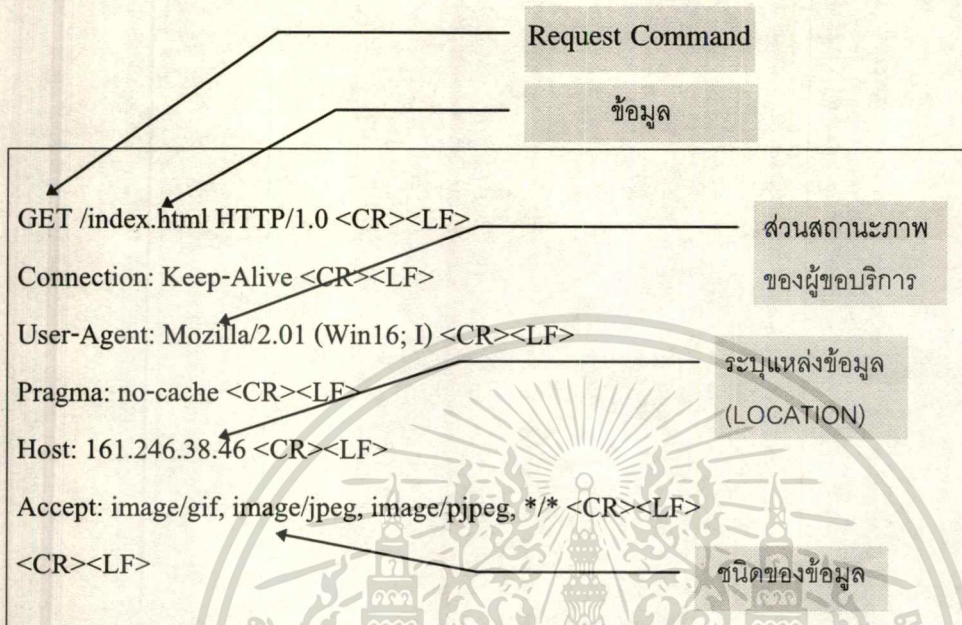 Request Command
ข้อมูล
GET /index.html HTTP/1.0 <CR><LF>
ส่วนสถานะภาพ
ของผู้ขอบริการ
Connection: Keep-Alive <CR><LF>
User-Agent: Mozilla/2.01 (Win16; I) <CR><LF>
ระบุแหล่งข้อมูล
(LOCATION)
Pragma: no-cache <CR><LF>
Host: 161.246.38.46 <CR><LF>
Accept: image/gif, image/jpeg, image/pjpeg, */* <CR><LF>
<CR><LF>
ชนิดของข้อมูล